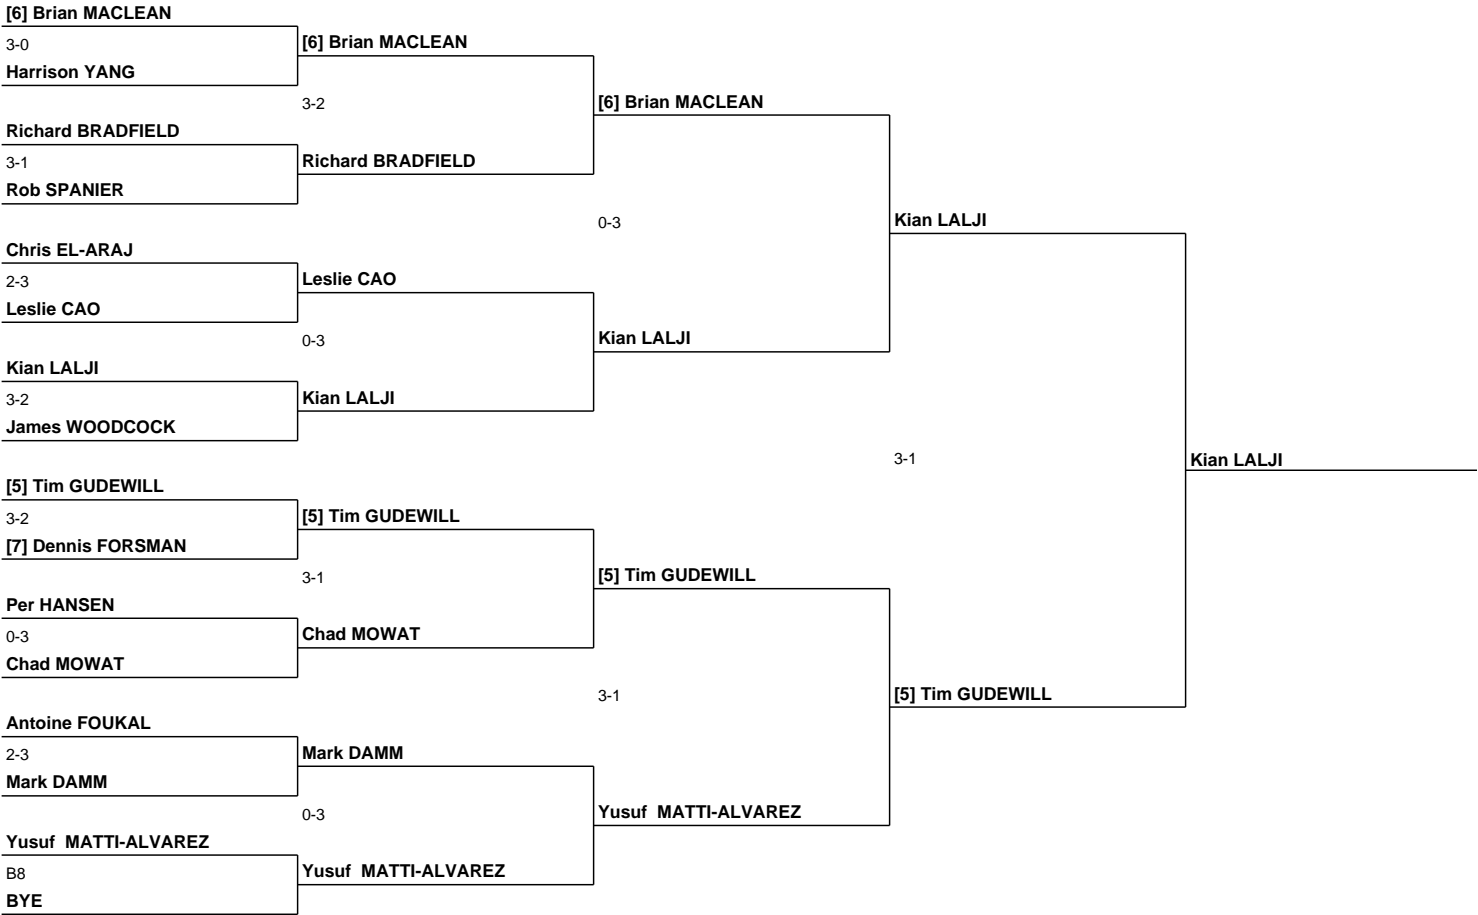 [6] Brian MACLEAN
3-0
Harrison YANG
Richard BRADFIELD
3-1
Rob SPANIER
Chris EL-ARAJ
2-3
Leslie CAO
Kian LALJI
3-2
James WOODCOCK
[5] Tim GUDEWILL
3-2
[7] Dennis FORSMAN
Per HANSEN
0-3
Chad MOWAT
Antoine FOUKAL
2-3
Mark DAMM
Yusuf  MATTI-ALVAREZ
B8
BYE
[6] Brian MACLEAN
3-2
Richard BRADFIELD
Leslie CAO
0-3
Kian LALJI
[5] Tim GUDEWILL
3-1
Chad MOWAT
Mark DAMM
0-3
Yusuf  MATTI-ALVAREZ
[6] Brian MACLEAN
0-3
Kian LALJI
[5] Tim GUDEWILL
3-1
Yusuf  MATTI-ALVAREZ
Kian LALJI
3-1
[5] Tim GUDEWILL
Kian LALJI